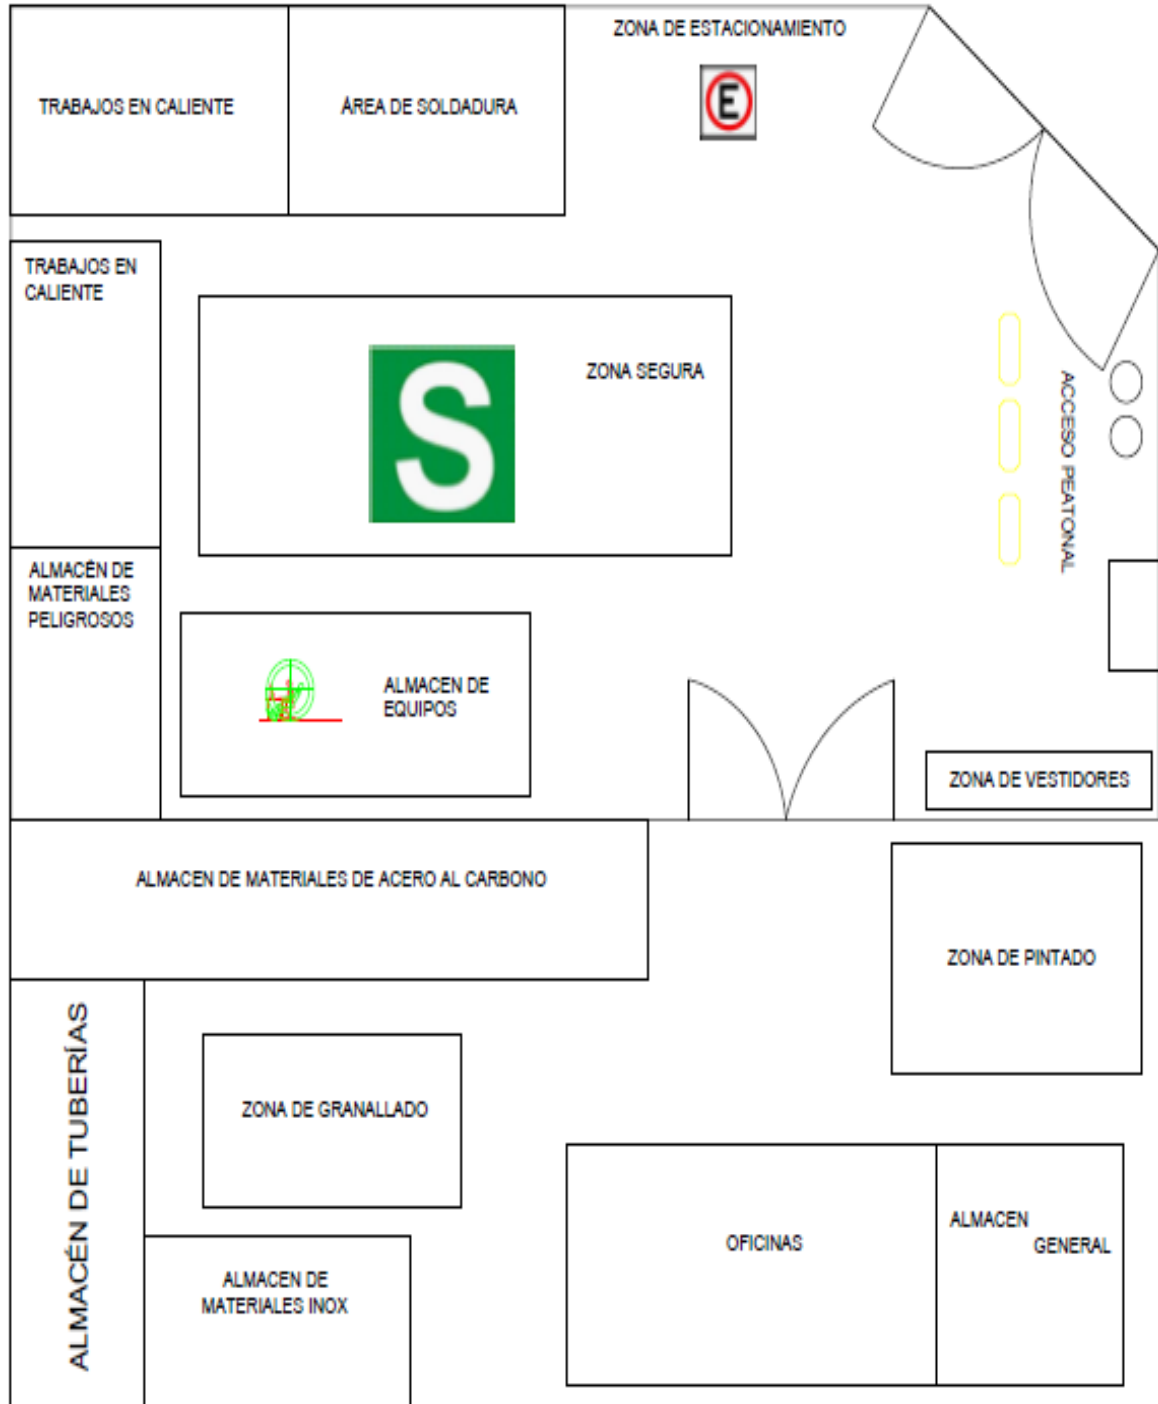 ZONA DE ESTACIONAMIENTO
E
TRABAJOS EN CALIENTE
ÁREA DE SOLDADURA
TRABAJOS EN
CALIENTE
S
ZONA SEGURA
ACCESO PEATONAL
ALMACÉN DE
MATERIALES
PELIGROSOS
ALMACEN DE
EQUIPOS
ZONA DE VESTIDORES
ALMACEN DE MATERIALES DE ACERO AL CARBONO
ZONA DE PINTADO
ALMACÉN DE TUBERÍAS
ZONA DE GRANALLADO
OFICINAS
ALMACEN
GENERAL
ALMACEN DE
MATERIALES INOX